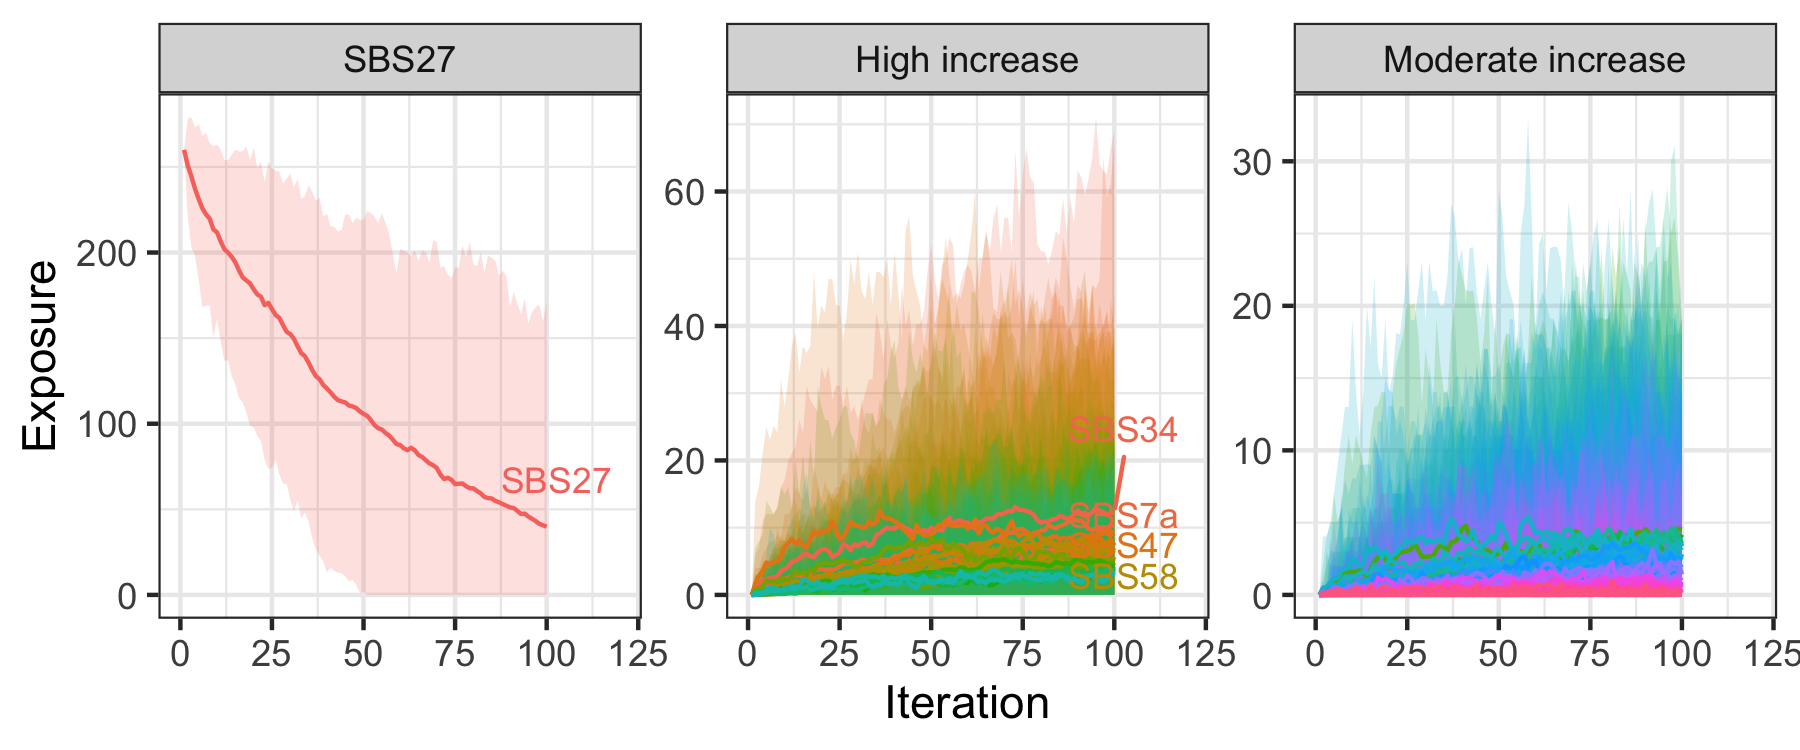 SBS27
High increase
Moderate increase
Exposure
200
100
0
SBS27
0 25 50 75 100 125
60
40
20
0
SBS34
SBS7a
SBS47
SBS58
0 25 50 75 100 125
30
20
10
0
0 25 50 75 100 125
Iteration